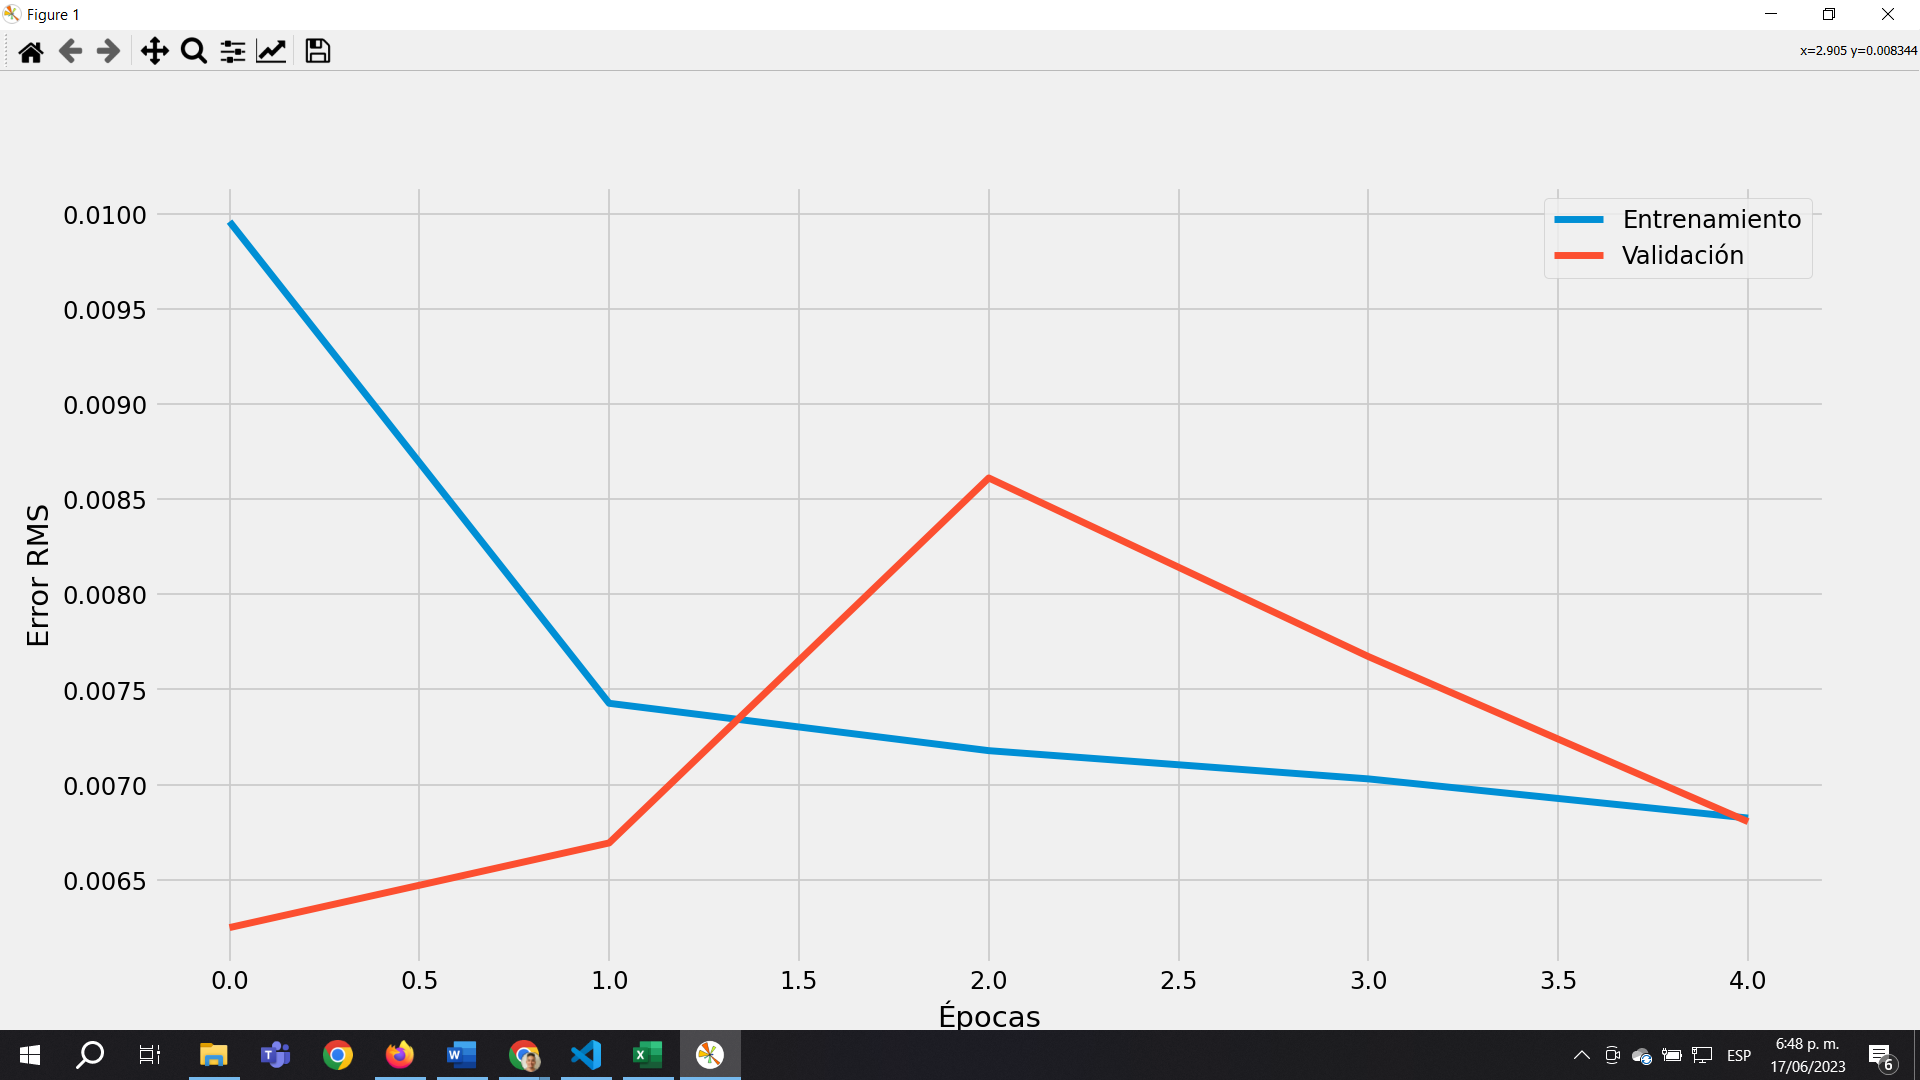 Figure 1
x=2.905 y=0.008344
Entrenamiento
Validación
0.0100
0.0095
0.0090
0.0085
0.0080
0.0075
0.0070
0.0065
Error RMS
0.0 0.5 1.0 1.5 2.0 2.5 3.0 3.5 4.0
Épocas
ESP
6:48 p. m.
17/06/2023
6